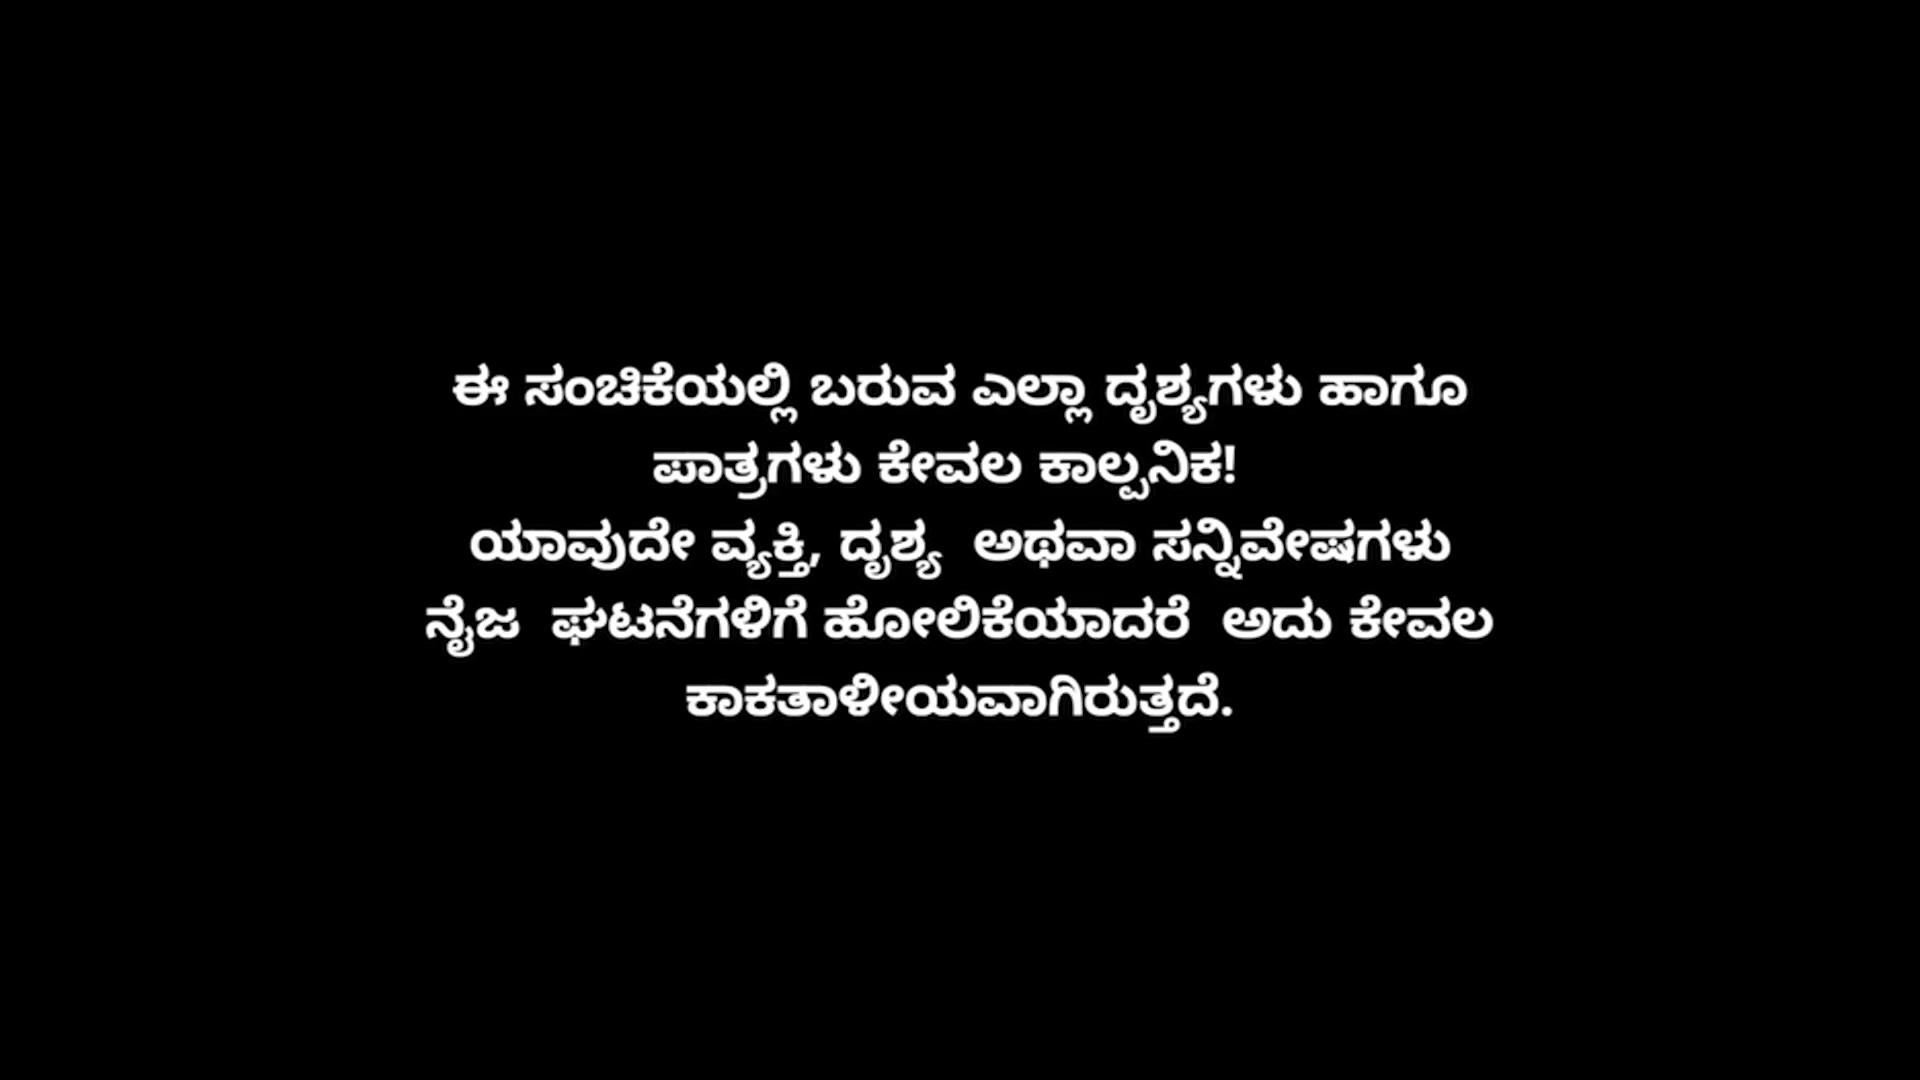 ಈ ಸಂಚಿಕೆಯಲ್ಲಿ ಬರುವ ಎಲ್ಲಾ ದೃಶ್ಯಗಳು ಹಾಗೂ
ಪಾತ್ರಗಳು ಕೇವಲ ಕಾಲ್ಪನಿಕ!
ಯಾವುದೇ ವ್ಯಕ್ತಿ, ದೃಶ್ಯ ಅಥವಾ ಸನ್ನಿವೇಷಗಳು
ನೈಜ ಘಟನೆಗಳಿಗೆ ಹೋಲಿಕೆಯಾದರೆ ಅದು ಕೇವಲ
ಕಾಕತಾಳೀಯವಾಗಿರುತ್ತದೆ.